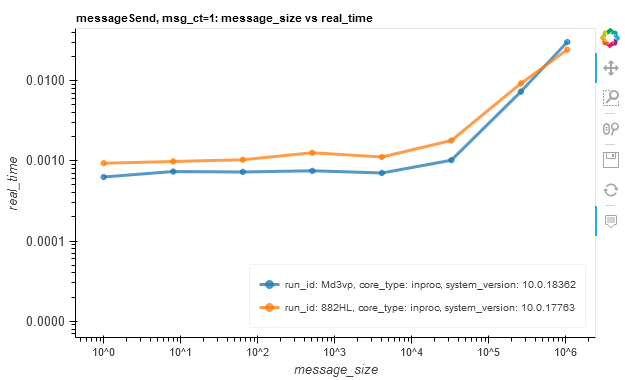 messageSend, msg_ct=1: message_size vs real_time
0.0100
0.0010
0.0001
0.0000
real_time
run_id: Md3vp, core_type: inproc, system_version: 10.0.18362
run_id: 882HL, core_type: inproc, system_version: 10.0.17763
10^0 10^1 10^2 10^3 10^4 10^5 10^6
message_size